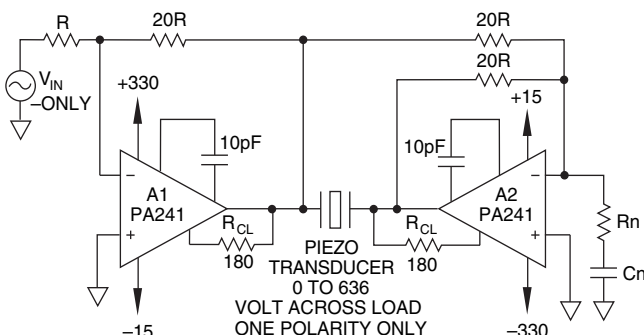 R
20R
20R
20R
V_IN
–ONLY
+330
+15
10pF
10pF
A1
PA241
A2
PA241
–
+
–
+
R_CL
180
R_CL
180
Rn
Cn
PIEZO
TRANSDUCER
0 TO 636
VOLT ACROSS LOAD
ONE POLARITY ONLY
–15
–330